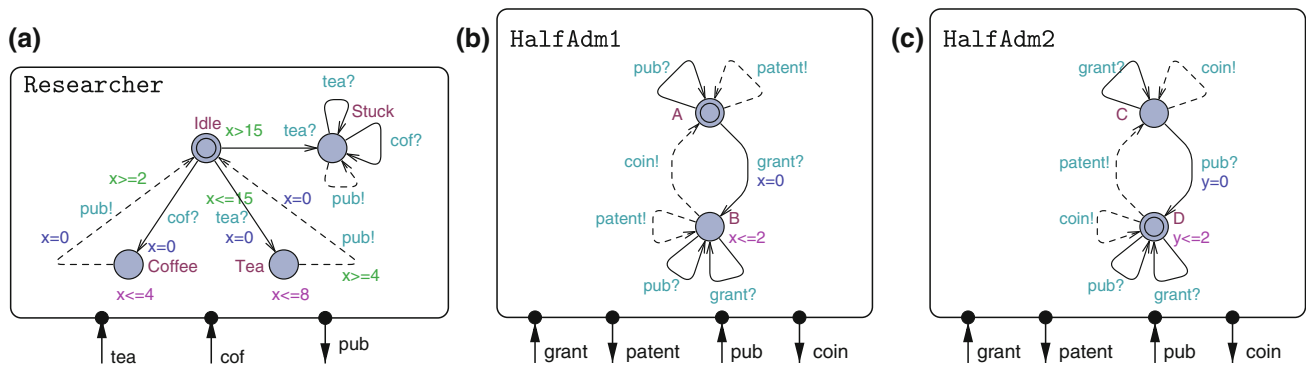 (a)
Researcher
tea?
Stuck
Idle
x>15
tea?
cof?
x>=2
x<=15
x=0
pub!
pub!
cof?
tea?
x=0
x=0
x=0
pub!
Coffee
Tea
x>=4
x<=4
x<=8
tea
cof
pub
(b)
HalfAdm1
pub?
patent!
A
coin!
grant?
x=0
patent!
B
x<=2
pub?
grant?
grant
patent
pub
coin
(c)
HalfAdm2
grant?
coin!
C
patent!
pub?
y=0
coin!
D
y<=2
pub?
grant?
grant
patent
pub
coin